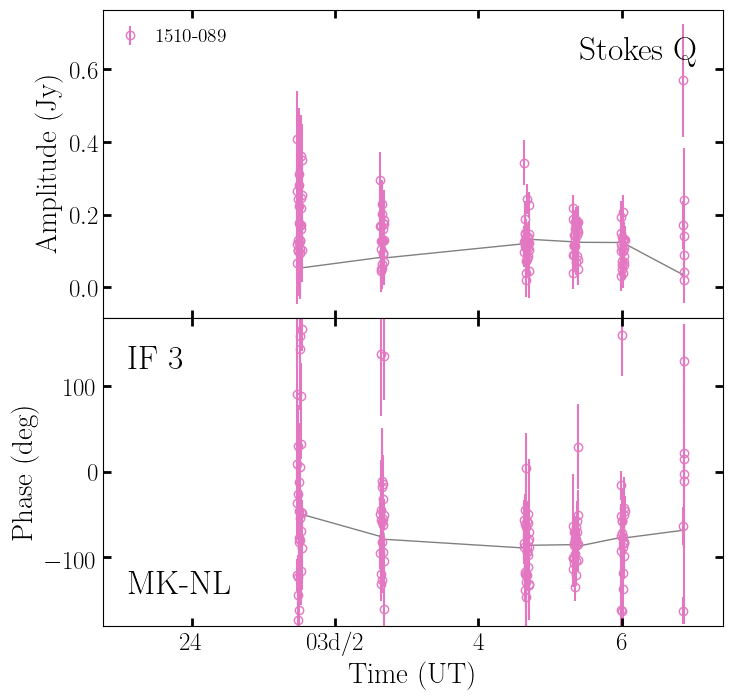 1510-089
Stokes Q
Amplitude (Jy)
0.6
0.4
0.2
0.0
IF 3
MK-NL
Phase (deg)
100
0
−100
24
03d/2
4
6
Time (UT)